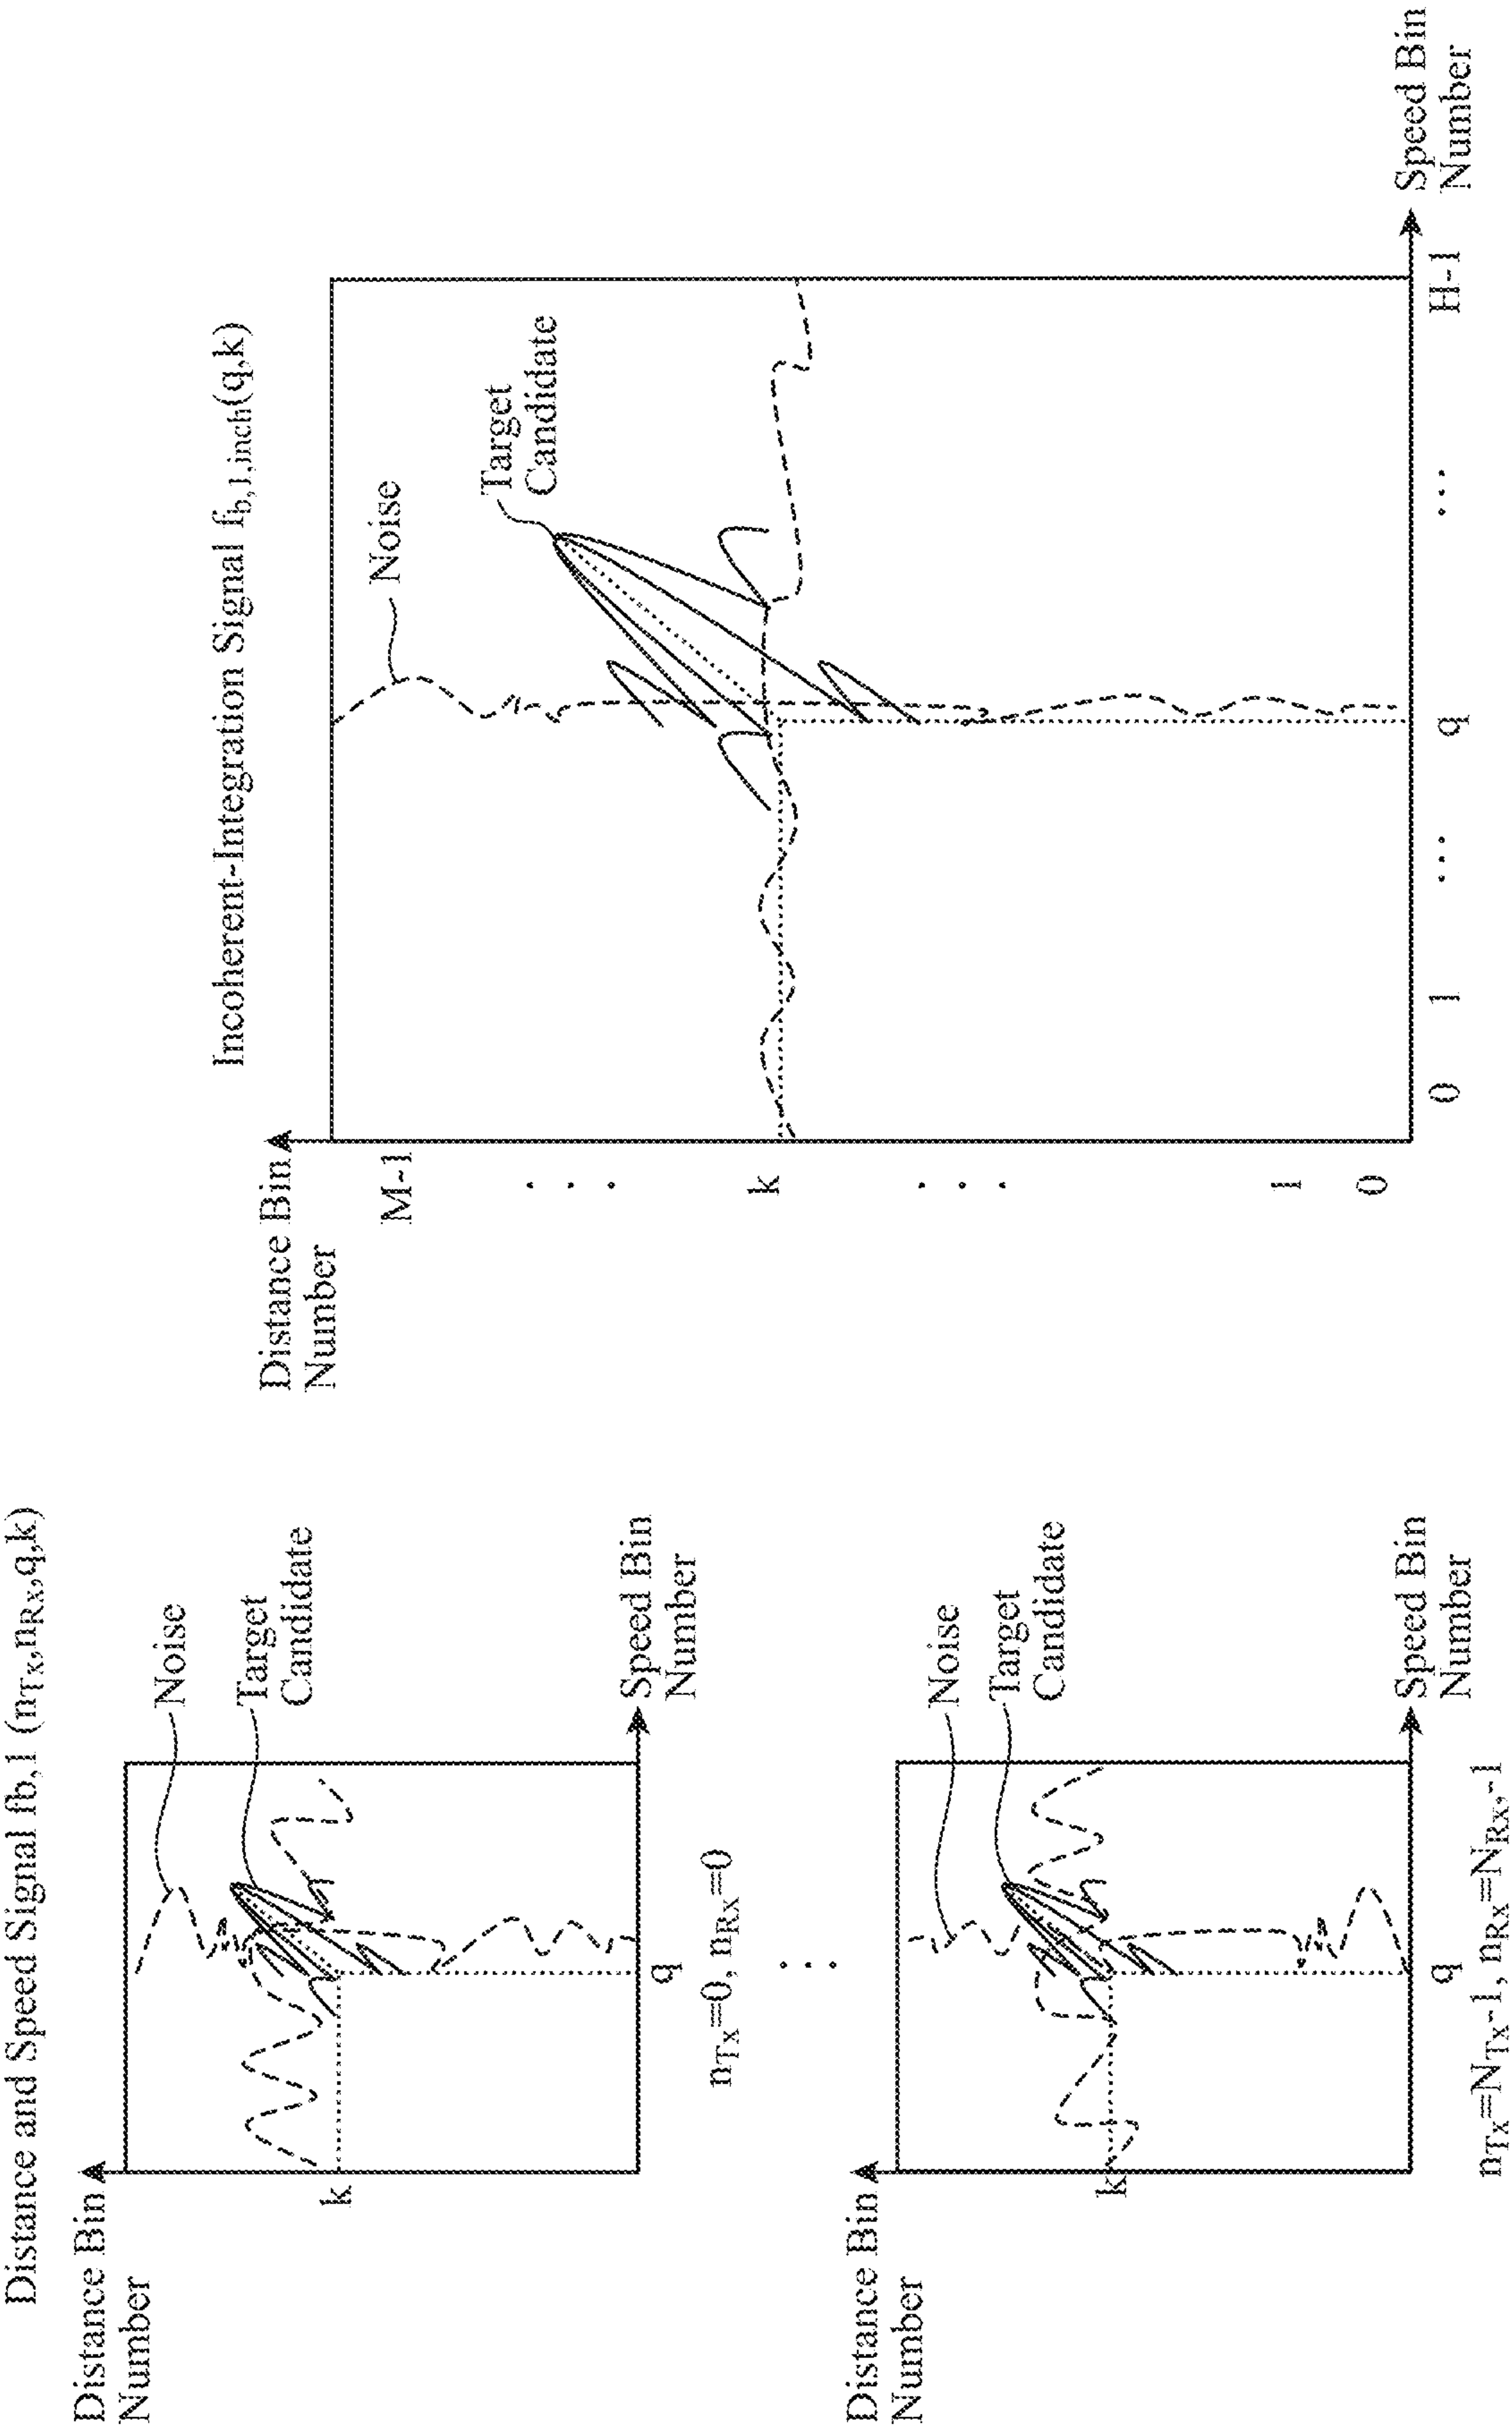 Distance and Speed Signal fb,1 (nTx,nRx,q,k)
Distance Bin
Number
Noise
Target
Candidate
k
q
Speed Bin
Number
nTx=0, nRx=0
...
Distance Bin
Number
Noise
Target
Candidate
k
q
Speed Bin
Number
nTx=NTx-1, nRx=NRx,-1
Incoherent-Integration Signal fb,1,inch(q,k)
Distance Bin
Number
M-1
...
k
...
1
0
Noise
Target
Candidate
0 1 ... q ... H-1
Speed Bin
Number